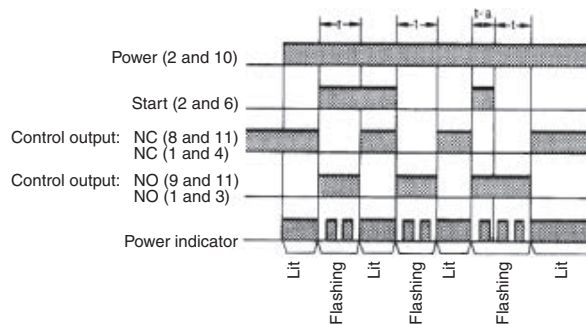 t t t-a t
Power (2 and 10)
Start (2 and 6)
Control output: NC (8 and 11)
NC (1 and 4)
Control output: NO (9 and 11)
NO (1 and 3)
Power indicator
Lit Flashing Lit Flashing Lit Flashing Lit